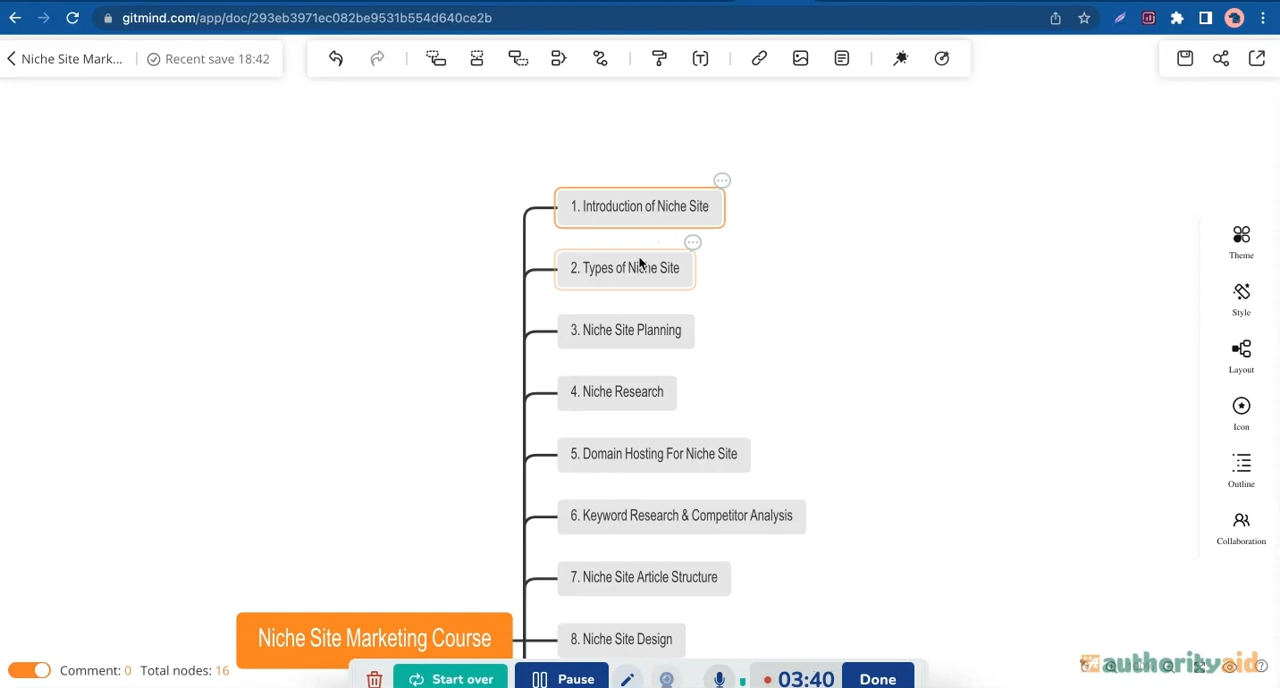 gitmind.com/app/doc/293eb3971ec082be9531b554d640ce2b
Niche Site Mark...
Recent save 18:42
1. Introduction of Niche Site
2. Types of Niche Site
3. Niche Site Planning
4. Niche Research
5. Domain Hosting For Niche Site
6. Keyword Research & Competitor Analysis
7. Niche Site Article Structure
8. Niche Site Design
Niche Site Marketing Course
Theme
Style
Layout
Icon
Outline
Collaboration
Comment: 0 Total nodes: 16
Start over
Pause
03:40
Done
authorityaid